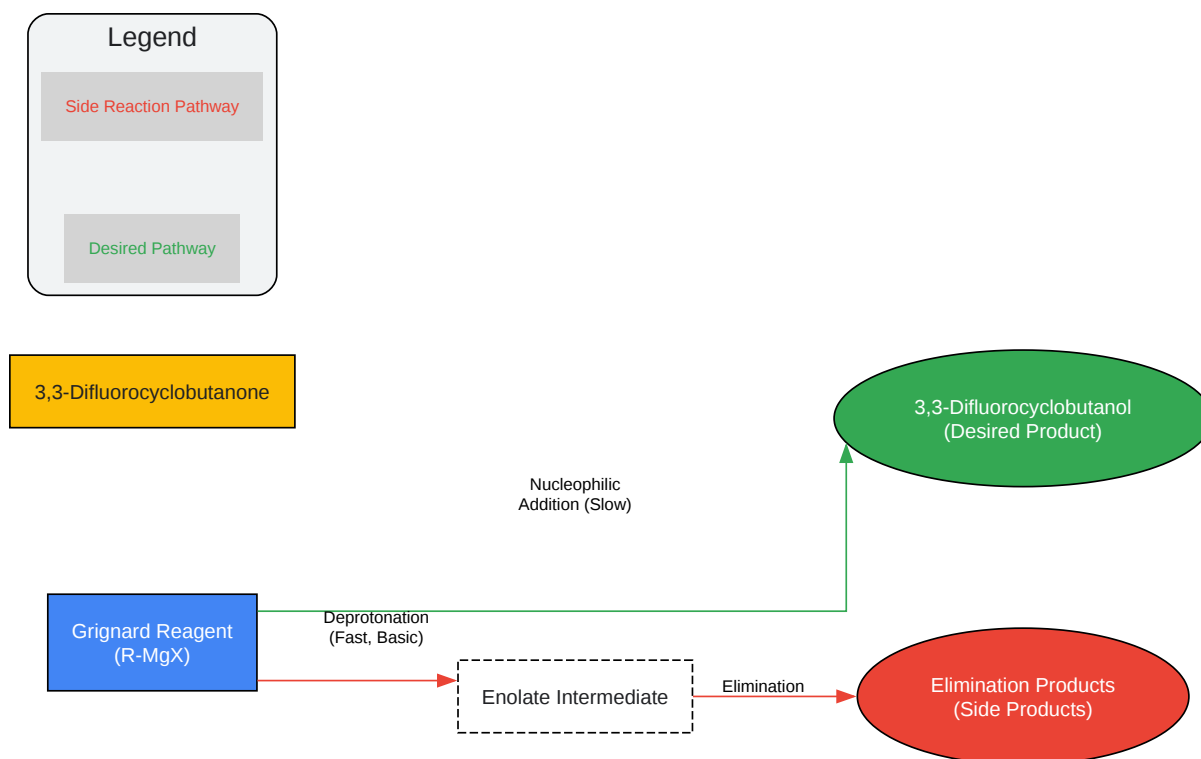 Legend
Side Reaction Pathway
Desired Pathway
3,3-Difluorocyclobutanone
3,3-Difluorocyclobutanol
(Desired Product)
Nucleophilic
Addition (Slow)
Grignard Reagent
(R-MgX)
Deprotonation
(Fast, Basic)
Enolate Intermediate
Elimination
Elimination Products
(Side Products)